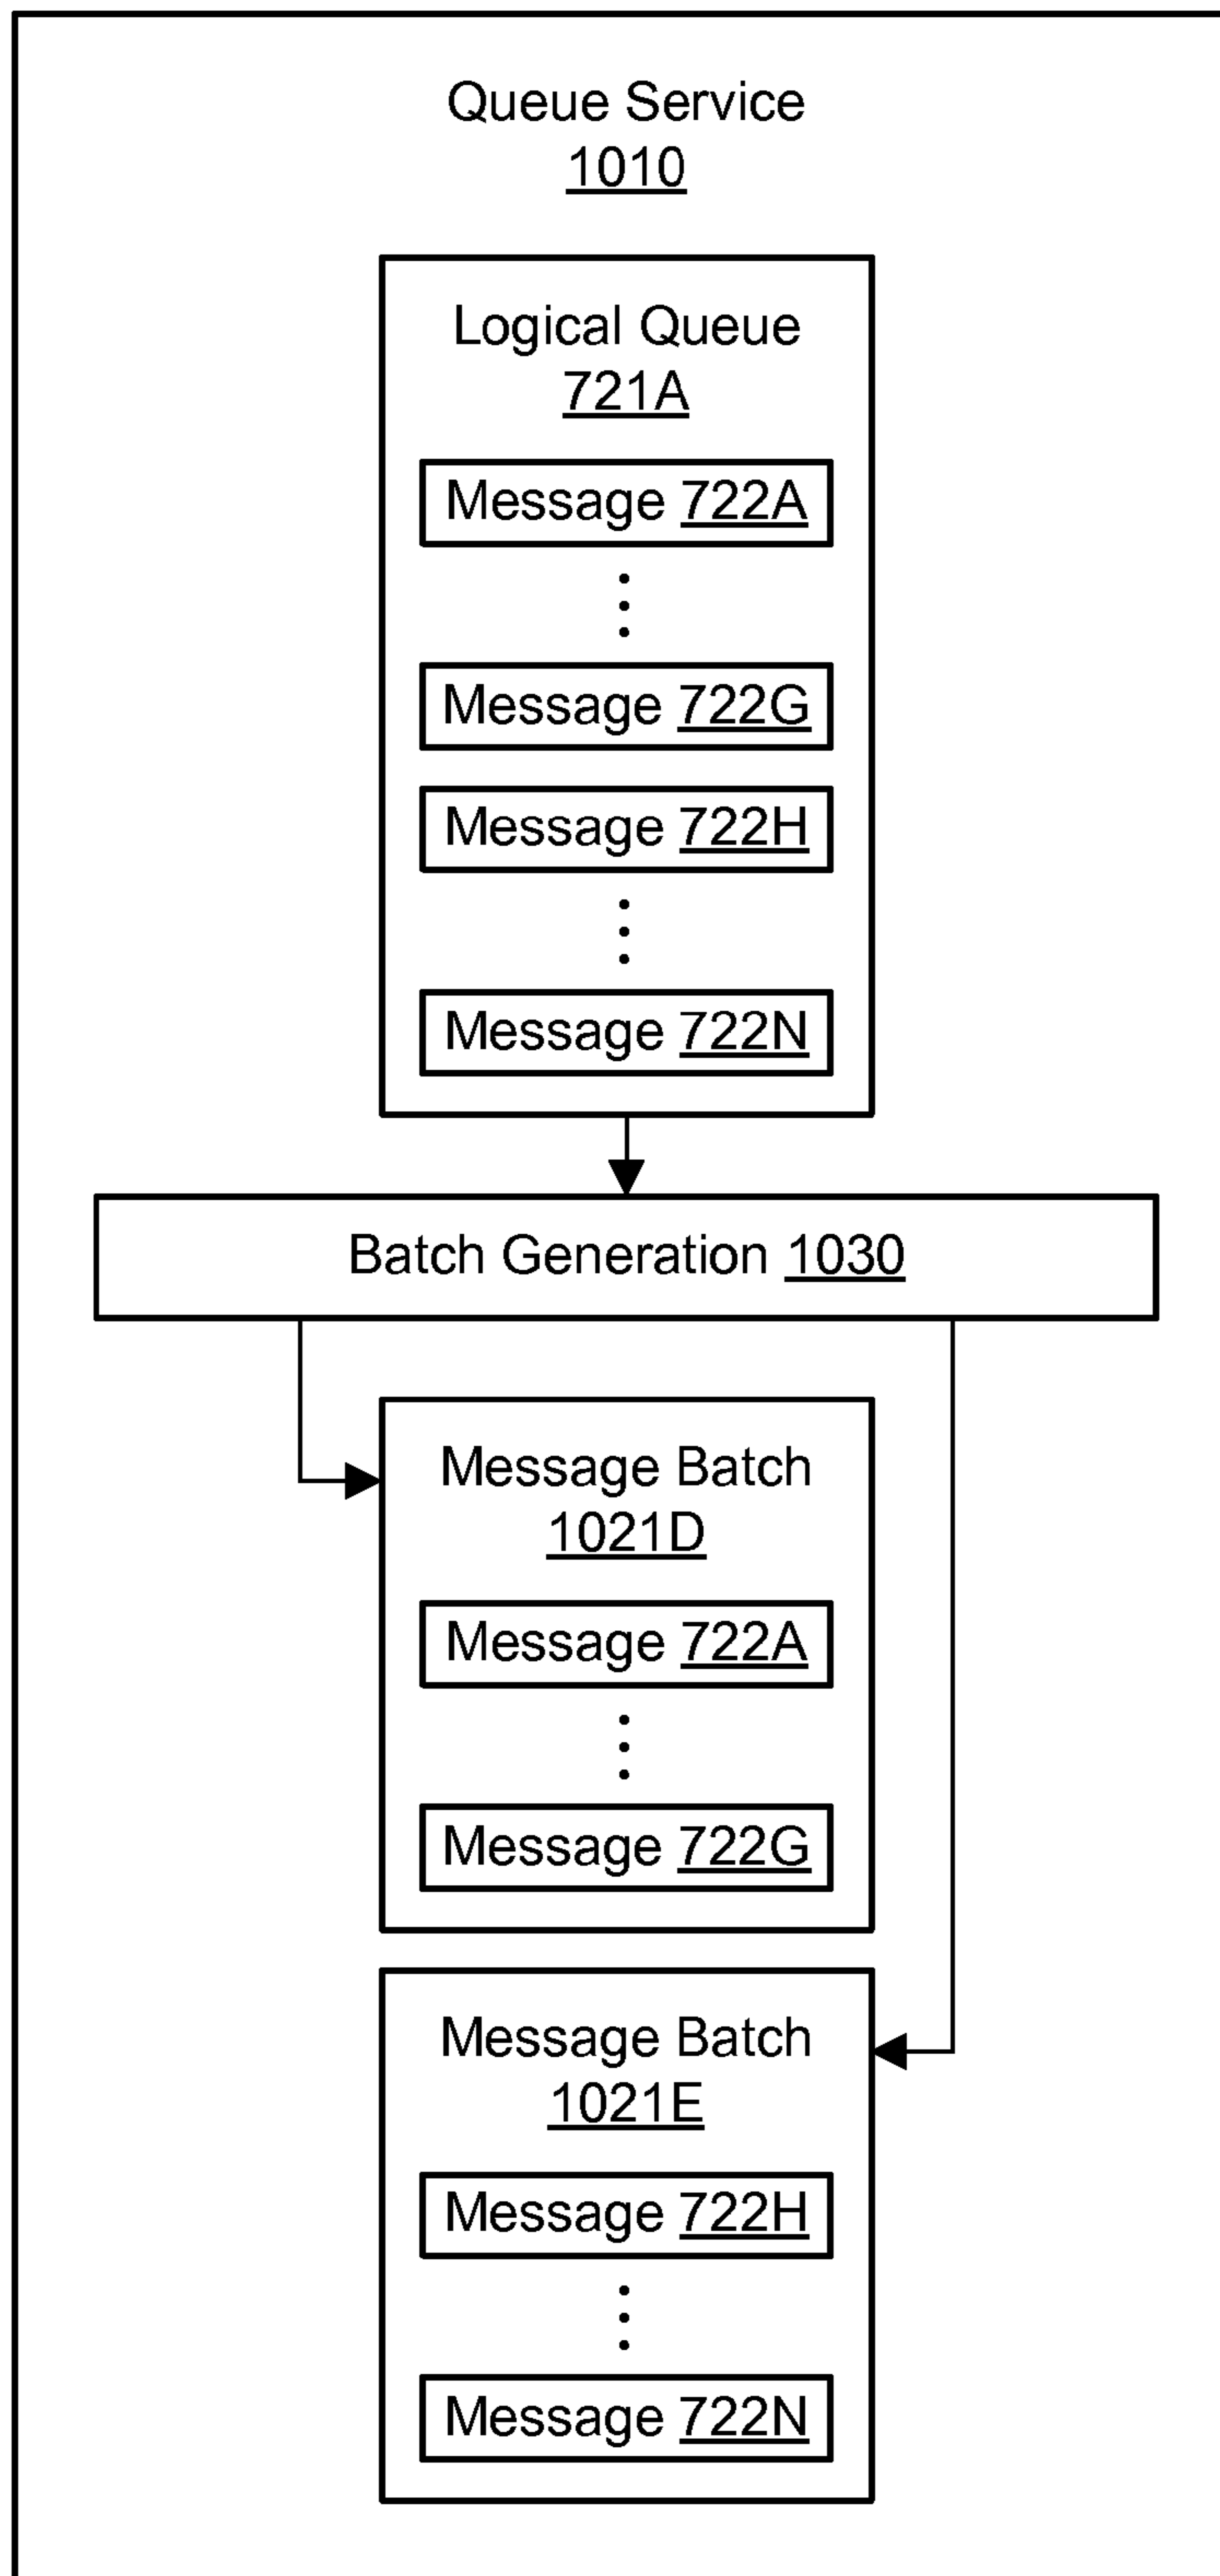 Queue Service
1010
Logical Queue
721A
Message 722A
Message 722G
Message 722H
Message 722N
Batch Generation 1030
Message Batch
1021D
Message 722A
Message 722G
Message Batch
1021E
Message 722H
Message 722N